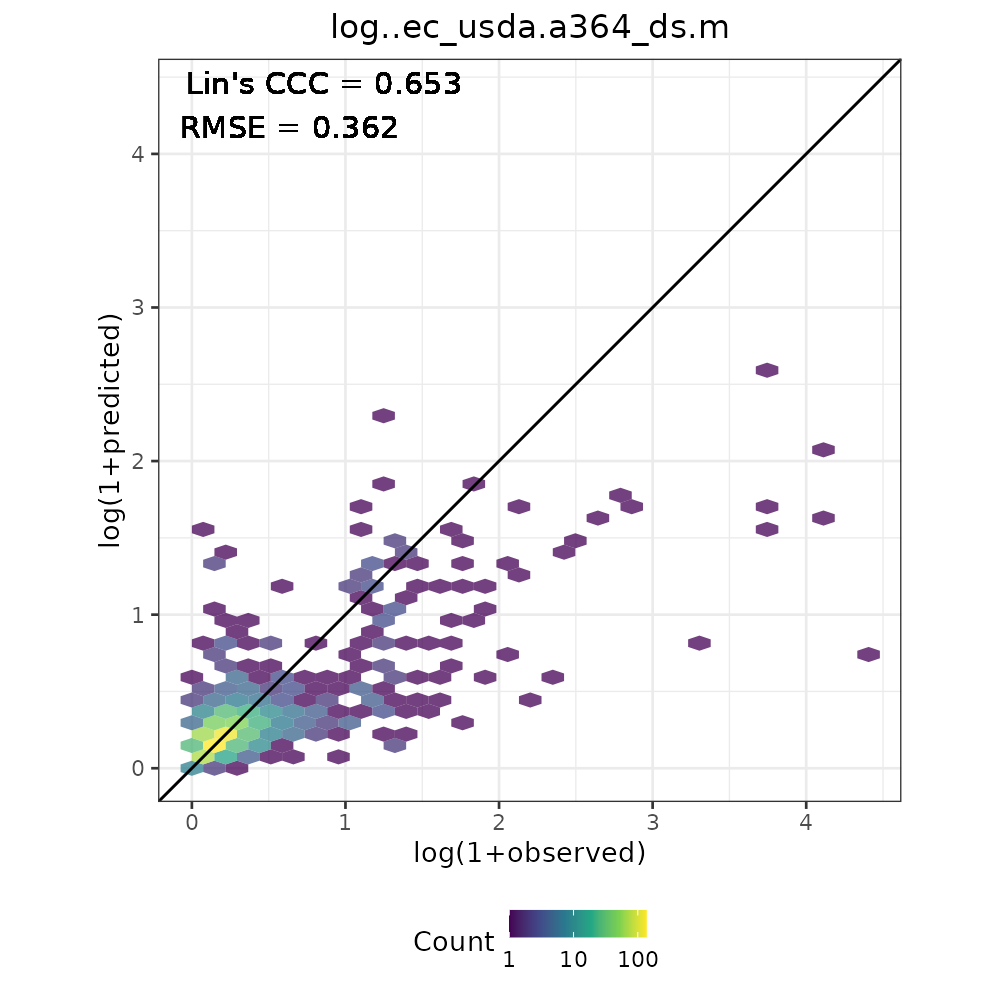 log..ec_usda.a364_ds.m
Lin's CCC = 0.653
RMSE = 0.362
log(1+predicted)
4
3
2
1
0
0 1 2 3 4
log(1+observed)
Count
1 10 100